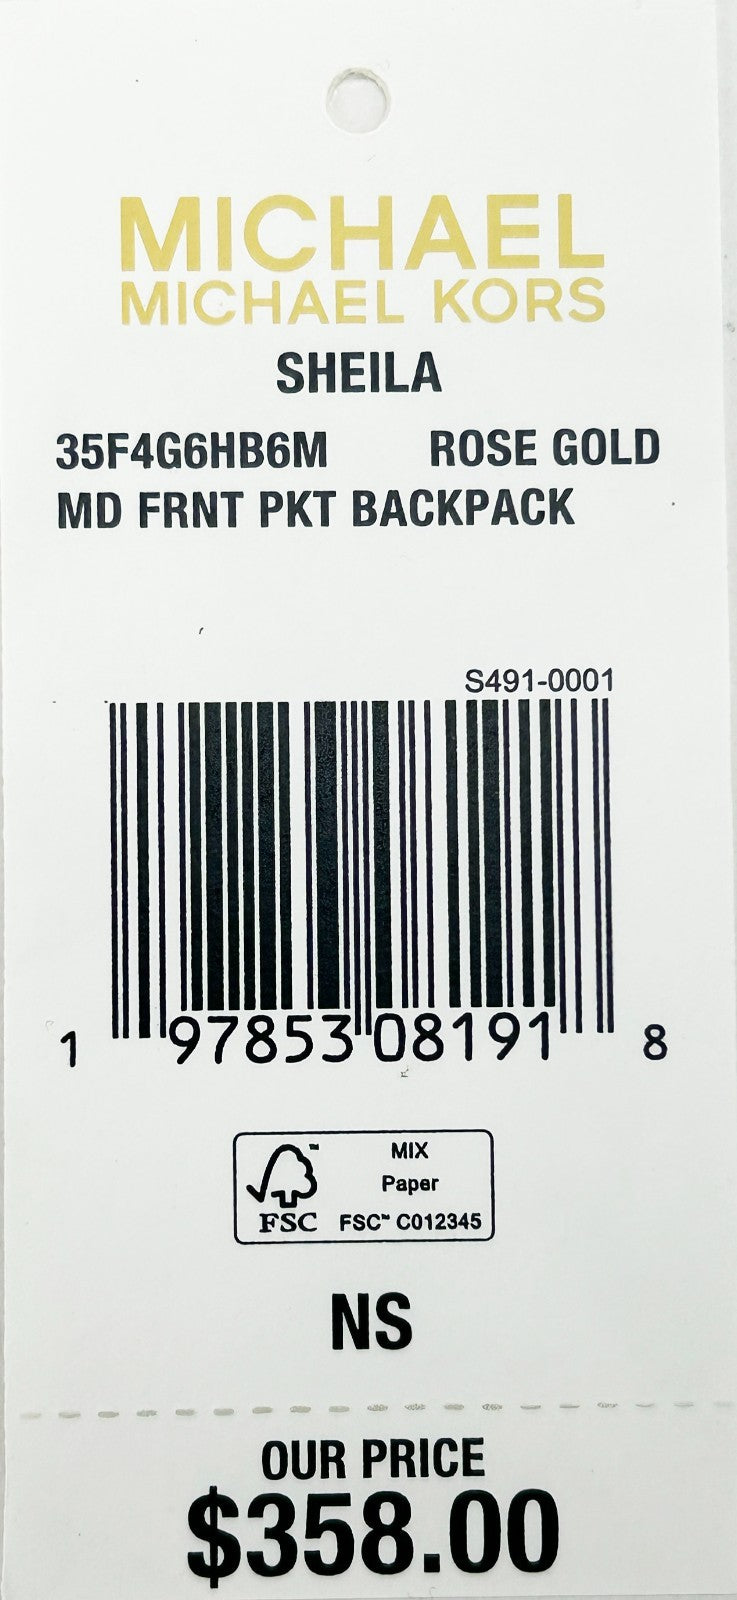 MICHAEL
MICHAEL KORS
SHEILA
35F4G6HB6M ROSE GOLD
MD FRNT PKT BACKPACK
S491-0001
1 97853 08191 8
MIX
Paper
FSC™ FSC™ C012345
NS
OUR PRICE
$358.00